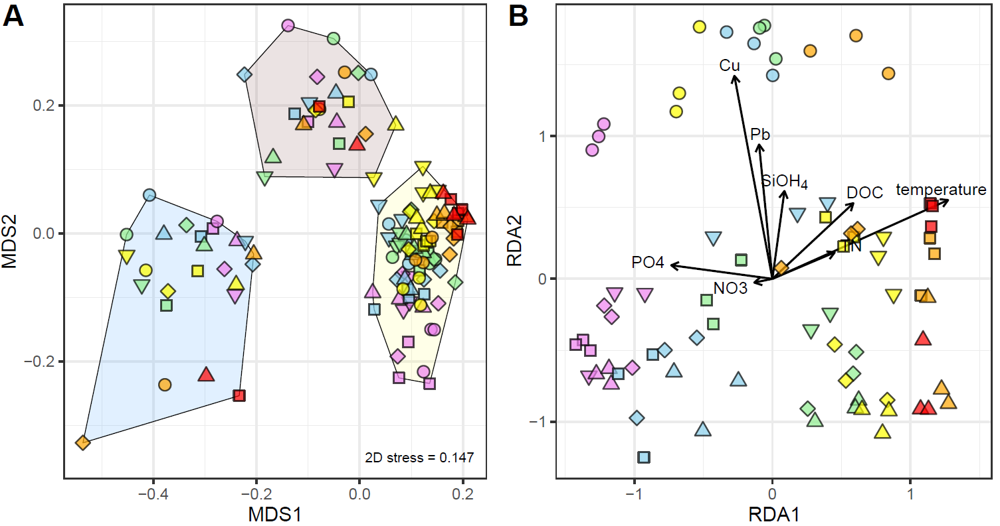 A
MDS2
0.2
0.0
−0.2
−0.4
−0.2
0.0
0.2
MDS1
2D stress = 0.147
B
RDA2
1
0
−1
−1
0
1
RDA1
Cu
Pb
SiOH4
DOC
temperature
PO4
NO3